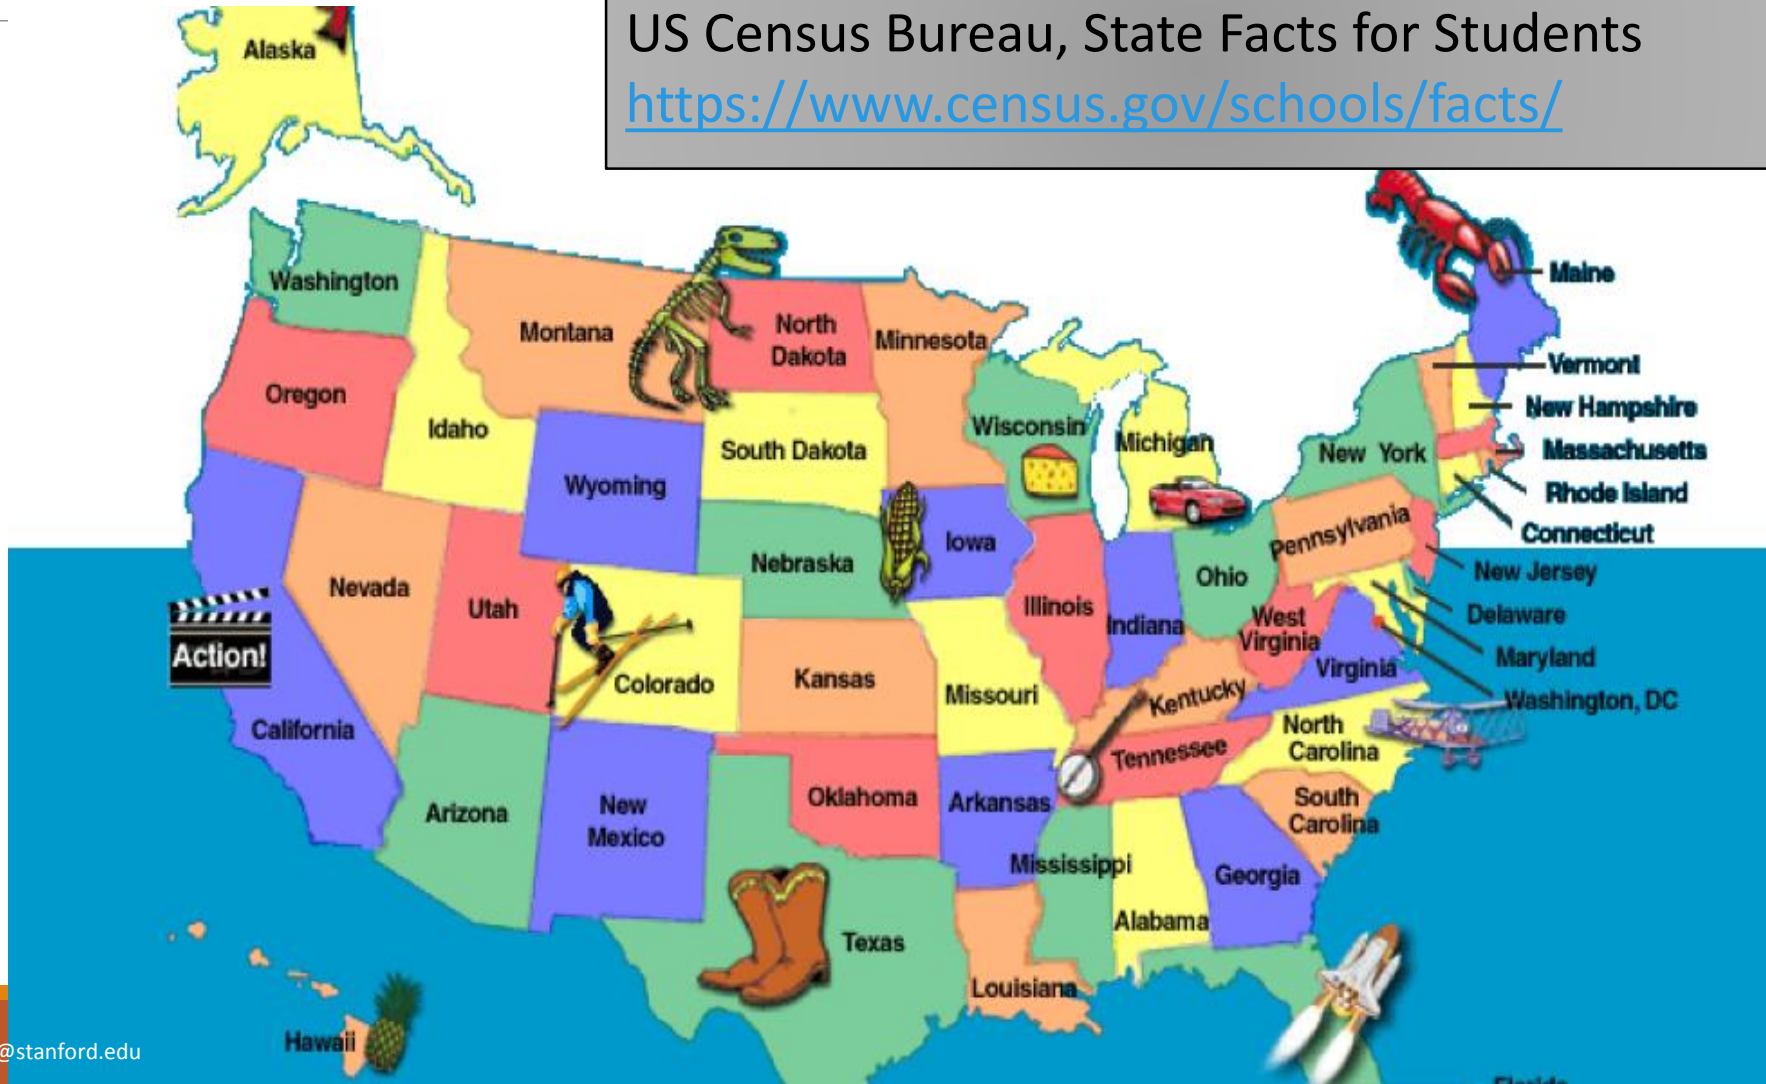 US Census Bureau, State Facts for Students
https://www.census.gov/schools/facts/
Alaska
Washington
Montana
North
Dakota
Minnesota
Maine
Vermont
New Hampshire
Massachusetts
Rhode Island
Connecticut
Oregon
Idaho
Wyoming
South Dakota
Wisconsin
Michigan
New York
Pennsylvania
New Jersey
Delaware
Maryland
Washington, DC
Nevada
Utah
Colorado
Nebraska
Iowa
Illinois
Indiana
Ohio
West
Virginia
Virginia
Action!
California
Kansas
Missouri
Kentucky
North
Carolina
Tennessee
South
Carolina
Arizona
New
Mexico
Oklahoma
Arkansas
Mississippi
Alabama
Georgia
Texas
Louisiana
Hawaii
@stanford.edu